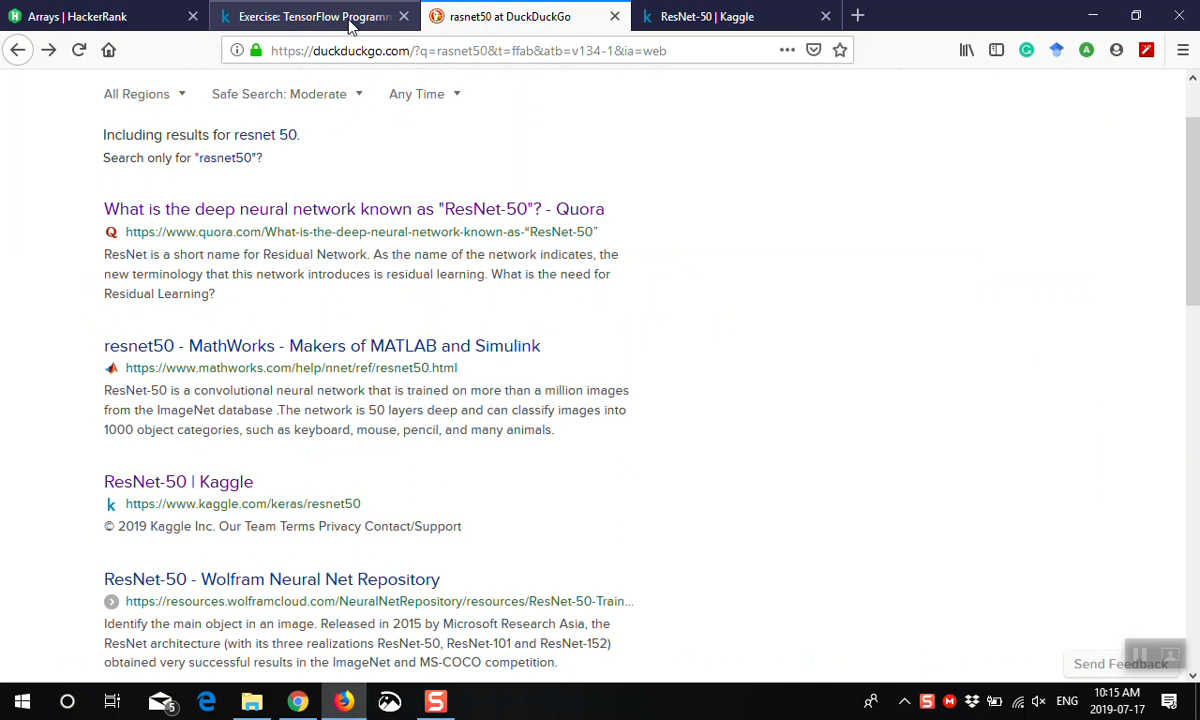 Arrays | HackerRank
Exercise: TensorFlow Programm
rasnet50 at DuckDuckGo
ResNet-50 | Kaggle
https://duckduckgo.com/?q=rasnet50&t=ffab&atb=v134-1&ia=web
All Regions Safe Search: Moderate Any Time
Including results for resnet 50.
Search only for "rasnet50"?
What is the deep neural network known as "ResNet-50"? - Quora
Q https://www.quora.com/What-is-the-deep-neural-network-known-as-“ResNet-50”
ResNet is a short name for Residual Network. As the name of the network indicates, the
new terminology that this network introduces is residual learning. What is the need for
Residual Learning?
resnet50 - MathWorks - Makers of MATLAB and Simulink
https://www.mathworks.com/help/nnet/ref/resnet50.html
ResNet-50 is a convolutional neural network that is trained on more than a million images
from the ImageNet database .The network is 50 layers deep and can classify images into
1000 object categories, such as keyboard, mouse, pencil, and many animals.
ResNet-50 | Kaggle
k https://www.kaggle.com/keras/resnet50
© 2019 Kaggle Inc. Our Team Terms Privacy Contact/Support
ResNet-50 - Wolfram Neural Net Repository
https://resources.wolframcloud.com/NeuralNetRepository/resources/ResNet-50-Train...
Identify the main object in an image. Released in 2015 by Microsoft Research Asia, the
ResNet architecture (with its three realizations ResNet-50, ResNet-101 and ResNet-152)
obtained very successful results in the ImageNet and MS-COCO competition.
Send Feedback
5
ENG
10:15 AM
2019-07-17